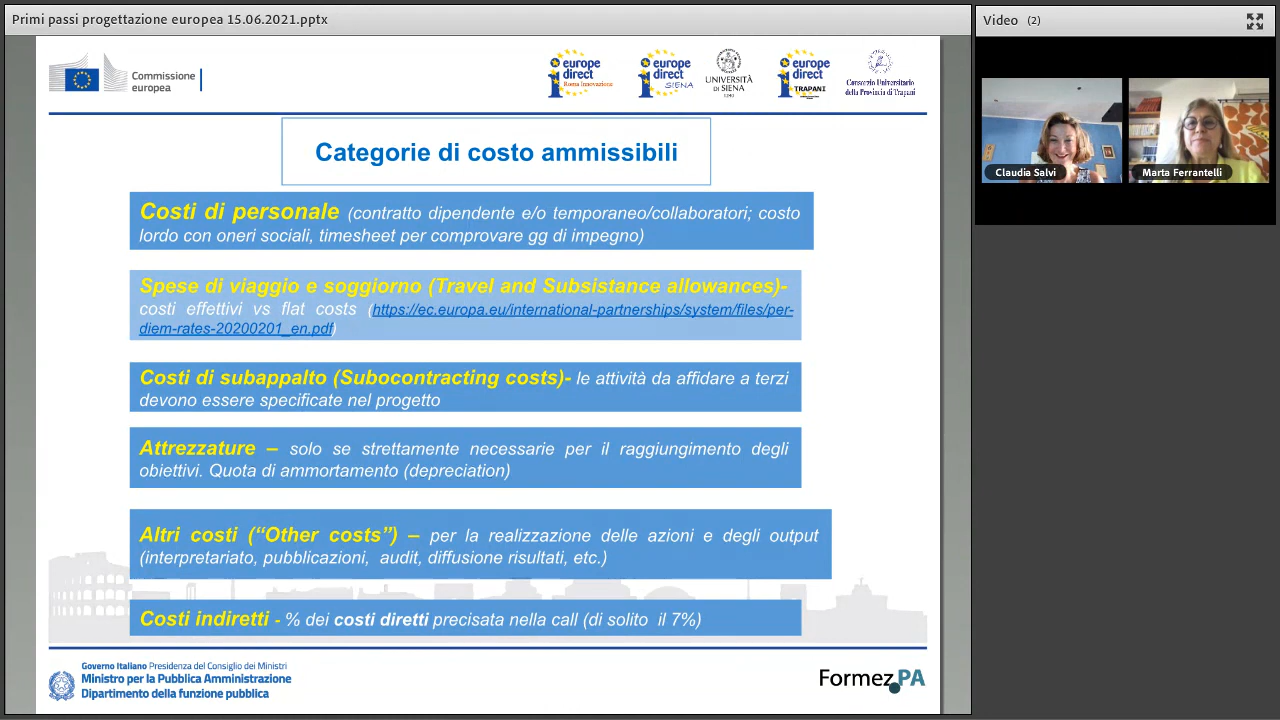 Primi passi progettazione europea 15.06.2021.pptx
Video (2)
Commissione
europea
europe
direct
Roma Innovazione
europe
direct
SIENA
UNIVERSITÀ
DI SIENA
1240
europe
direct
TRAPANI
Consorzio Universitario
della Provincia di Trapani
Claudia Salvi
Marta Ferrantelli
Categorie di costo ammissibili
Costi di personale (contratto dipendente e/o temporaneo/collaboratori; costo
lordo con oneri sociali, timesheet per comprovare gg di impegno)
Spese di viaggio e soggiorno (Travel and Subsistance allowances)-
costi effettivi vs flat costs (https://ec.europa.eu/international-partnerships/system/files/per-
diem-rates-20200201_en.pdf)
Costi di subappalto (Subocontracting costs)- le attività da affidare a terzi
devono essere specificate nel progetto
Attrezzature – solo se strettamente necessarie per il raggiungimento degli
obiettivi. Quota di ammortamento (depreciation)
Altri costi (“Other costs”) – per la realizzazione delle azioni e degli output
(interpretariato, pubblicazioni, audit, diffusione risultati, etc.)
Costi indiretti - % dei costi diretti precisata nella call (di solito il 7%)
Governo Italiano Presidenza del Consiglio dei Ministri
Ministro per la Pubblica Amministrazione
Dipartimento della funzione pubblica
Formez PA